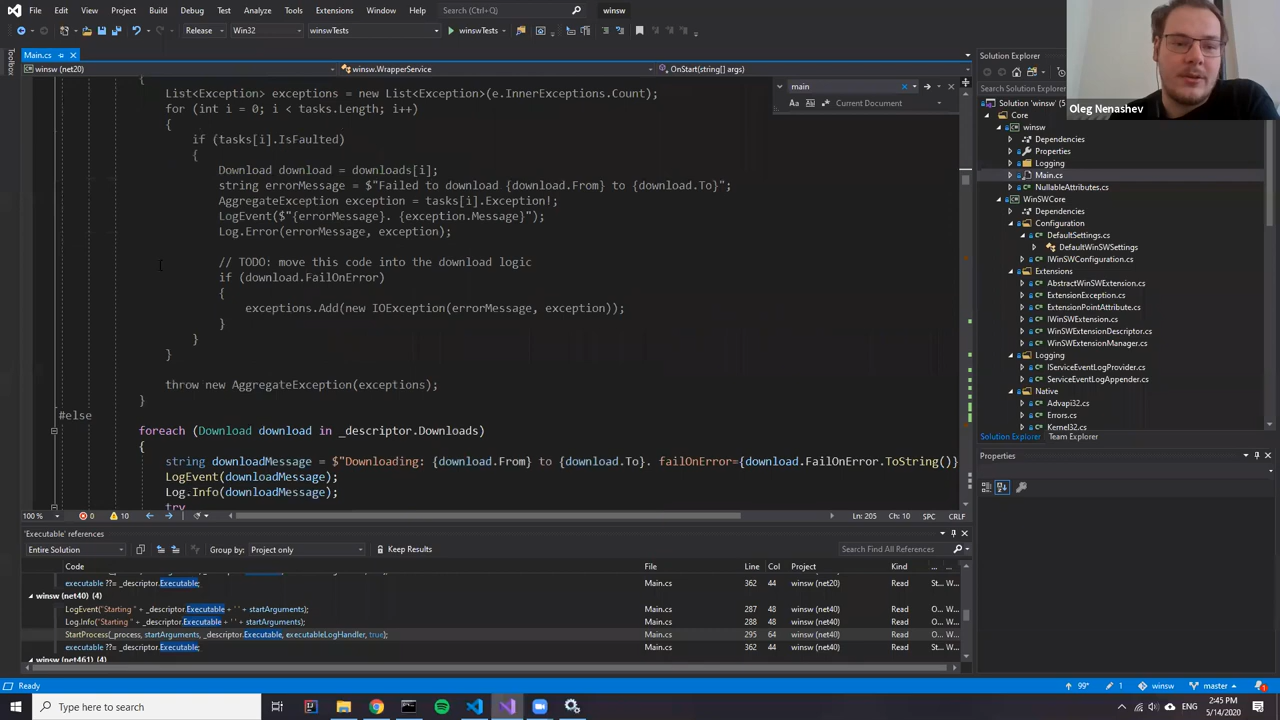 File Edit View Project Build Debug Test Analyze Tools Extensions Window Help Search (Ctrl+Q) winsw
Release Win32 winswTests winswTests
Main.cs
winsw (net20) winsw.WrapperService OnStart(string[] args)
main
Current Document
{
List<Exception> exceptions = new List<Exception>(e.InnerExceptions.Count);
for (int i = 0; i < tasks.Length; i++)
{
if (tasks[i].IsFaulted)
{
Download download = downloads[i];
string errorMessage = $"Failed to download {download.From} to {download.To}";
AggregateException exception = tasks[i].Exception!;
LogEvent($"{errorMessage}. {exception.Message}");
Log.Error(errorMessage, exception);
// TODO: move this code into the download logic
if (download.FailOnError)
{
exceptions.Add(new IOException(errorMessage, exception));
}
}
}
throw new AggregateException(exceptions);
}
#else
foreach (Download download in _descriptor.Downloads)
{
string downloadMessage = $"Downloading: {download.From} to {download.To}. failOnError={download.FailOnError.ToString()}
LogEvent(downloadMessage);
Log.Info(downloadMessage);
try
100 % 0 10 Ln: 205 Ch: 10 SPC CRLF
'Executable' references
Entire Solution Group by: Project only Keep Results Search Find All References
Code File Line Col Project Kind
executable ??= _descriptor.Executable; Main.cs 362 44 winsw (net20) Read St... W...
winsw (net40) (4)
LogEvent("Starting " + _descriptor.Executable + ' ' + startArguments); Main.cs 287 48 winsw (net40) Read O... W...
Log.Info("Starting " + _descriptor.Executable + ' ' + startArguments); Main.cs 288 48 winsw (net40) Read O... W...
StartProcess(_process, startArguments, _descriptor.Executable, executableLogHandler, true); Main.cs 295 64 winsw (net40) Read O... W...
executable ??= _descriptor.Executable; Main.cs 362 44 winsw (net40) Read St... W...
winsw (net461) (4)
Solution Explorer
Search Solution Explorer
Oleg Nenashev
Solution 'winsw'
Core
winsw
Dependencies
Properties
Logging
Main.cs
NullableAttributes.cs
WinSWCore
Dependencies
Configuration
DefaultSettings.cs
DefaultWinSWSettings
IWinSWConfiguration.cs
Extensions
AbstractWinSWExtension.cs
ExtensionException.cs
ExtensionPointAttribute.cs
IWinSWExtension.cs
WinSWExtensionDescriptor.cs
WinSWExtensionManager.cs
Logging
IServiceEventLogProvider.cs
ServiceEventLogAppender.cs
Native
Advapi32.cs
Errors.cs
Kernel32.cs
Solution Explorer Team Explorer
Properties
Toolbox
Ready 99+ 1 winsw master 1
Type here to search ENG 2:45 PM
5/14/2020